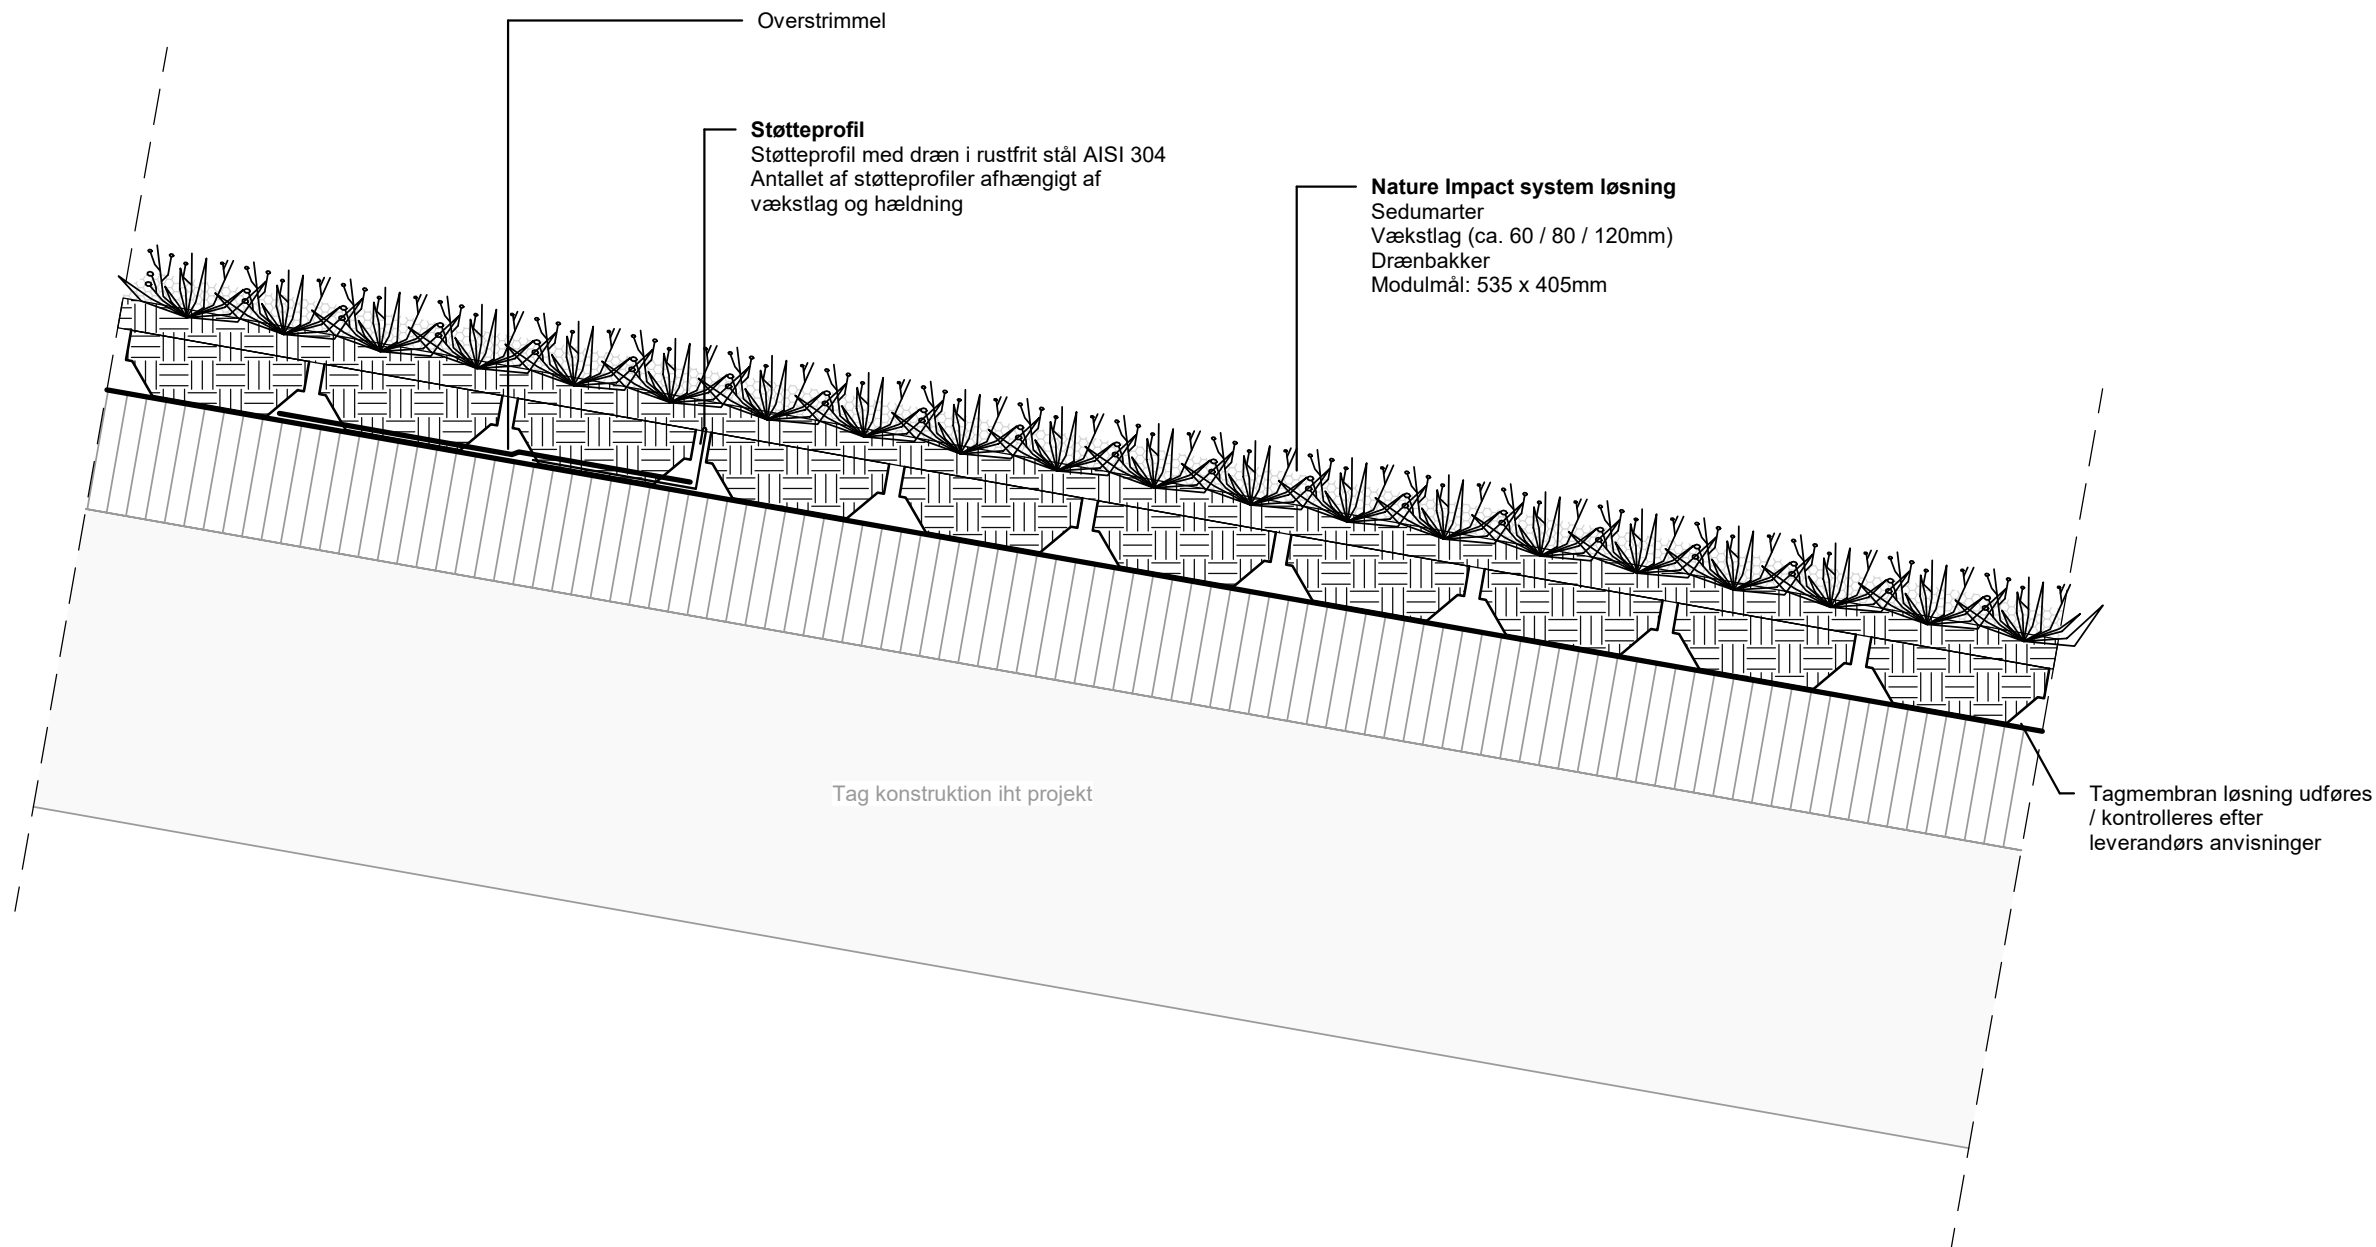 Overstrimmel
Støtteprofil
Støtteprofil med dræn i rustfrit stål AISI 304
Antallet af støtteprofiler afhængigt af
vækstlag og hældning
Nature Impact system løsning
Sedumarter
Vækstlag (ca. 60 / 80 / 120mm)
Drænbakker
Modulmål: 535 x 405mm
Tag konstruktion iht projekt
Tagmembran løsning udføres
/ kontrolleres efter
leverandørs anvisninger